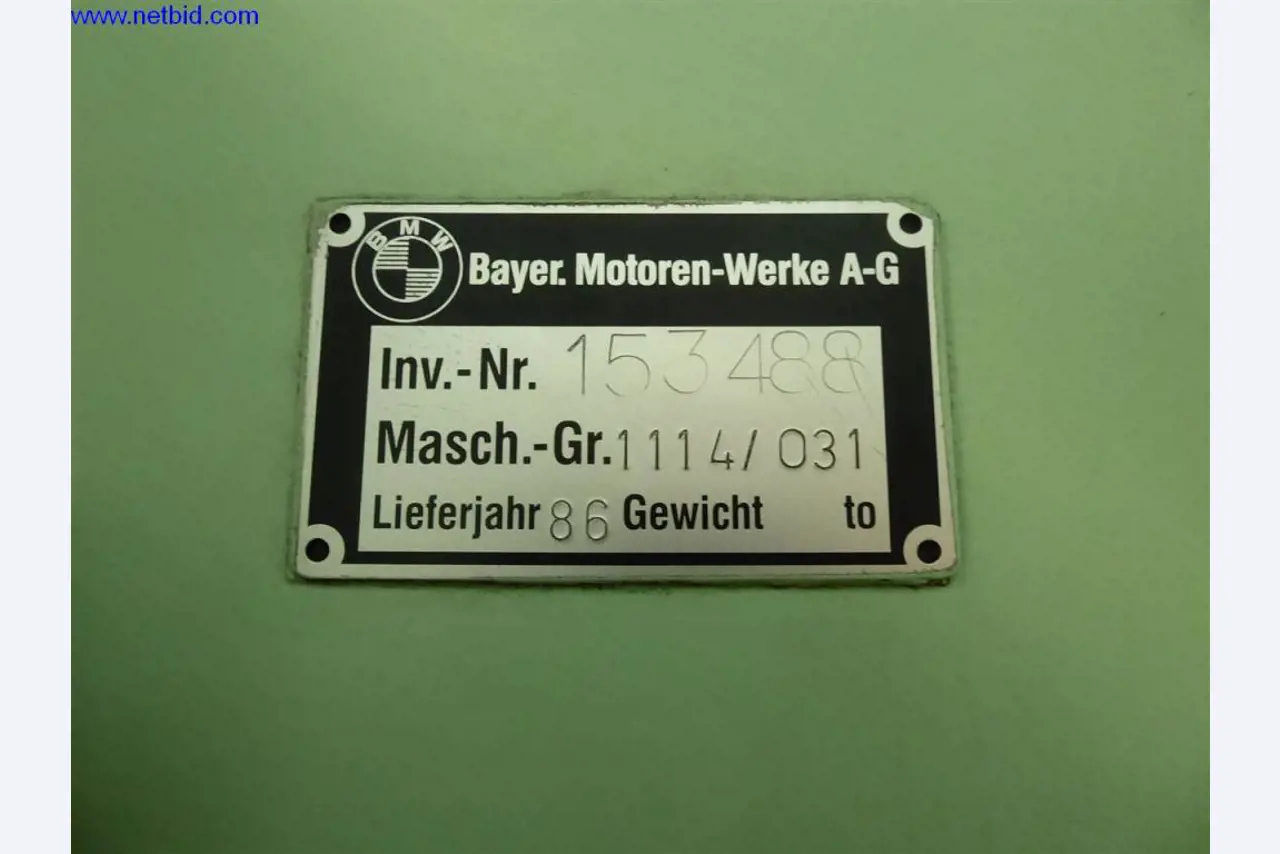 www.netbid.com
BMW
Bayer. Motoren-Werke A-G
Inv.-Nr. 153488
Masch.-Gr. 1114/031
Lieferjahr 86 Gewicht to